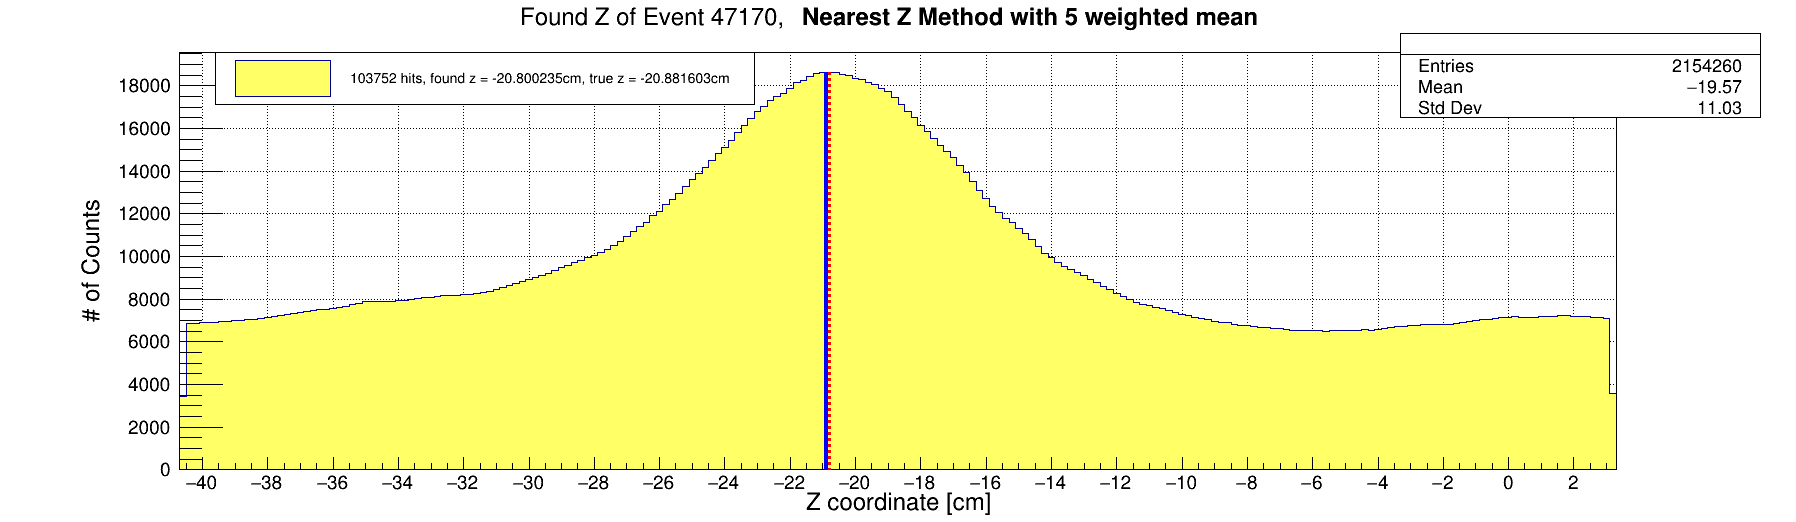 Found Z of Event 47170, Nearest Z Method with 5 weighted mean
103752 hits, found z = -20.800235cm, true z = -20.881603cm
Entries 2154260
Mean −19.57
Std Dev 11.03
# of Counts
18000
16000
14000
12000
10000
8000
6000
4000
2000
0
−40 −38 −36 −34 −32 −30 −28 −26 −24 −22 −20 −18 −16 −14 −12 −10 −8 −6 −4 −2 0 2
Z coordinate [cm]